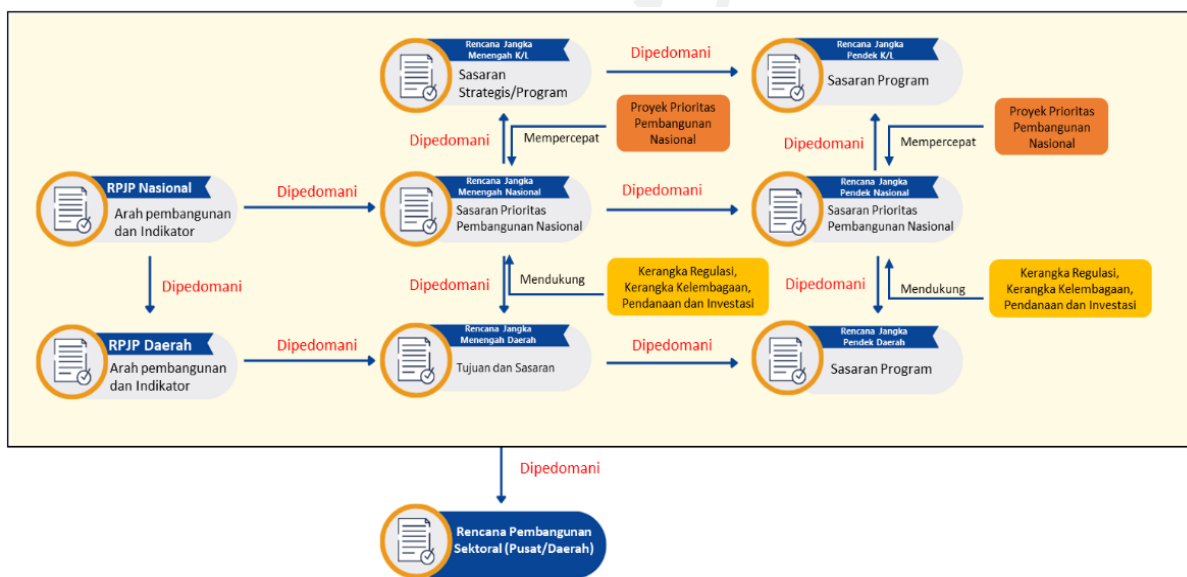 Rencana Jangka
Menengah K/L
Sasaran
Strategis/Program
Dipedomani
Rencana Jangka
Pendek K/L
Sasaran Program
Dipedomani
Mempercepat
Proyek Prioritas
Pembangunan
Nasional
Dipedomani
Mempercepat
Proyek Prioritas
Pembangunan
Nasional
RPJP Nasional
Arah pembangunan
dan Indikator
Dipedomani
Rencana Jangka
Menengah Nasional
Sasaran Prioritas
Pembangunan Nasional
Dipedomani
Rencana Jangka
Pendek Nasional
Sasaran Prioritas
Pembangunan Nasional
Dipedomani
Dipedomani
Mendukung
Kerangka Regulasi,
Kerangka Kelembagaan,
Pendanaan dan Investasi
Dipedomani
Mendukung
Kerangka Regulasi,
Kerangka Kelembagaan,
Pendanaan dan Investasi
RPJP Daerah
Arah pembangunan
dan Indikator
Dipedomani
Rencana Jangka
Menengah Daerah
Tujuan dan Sasaran
Dipedomani
Rencana Jangka
Pendek Daerah
Sasaran Program
Dipedomani
Rencana Pembangunan
Sektoral (Pusat/Daerah)